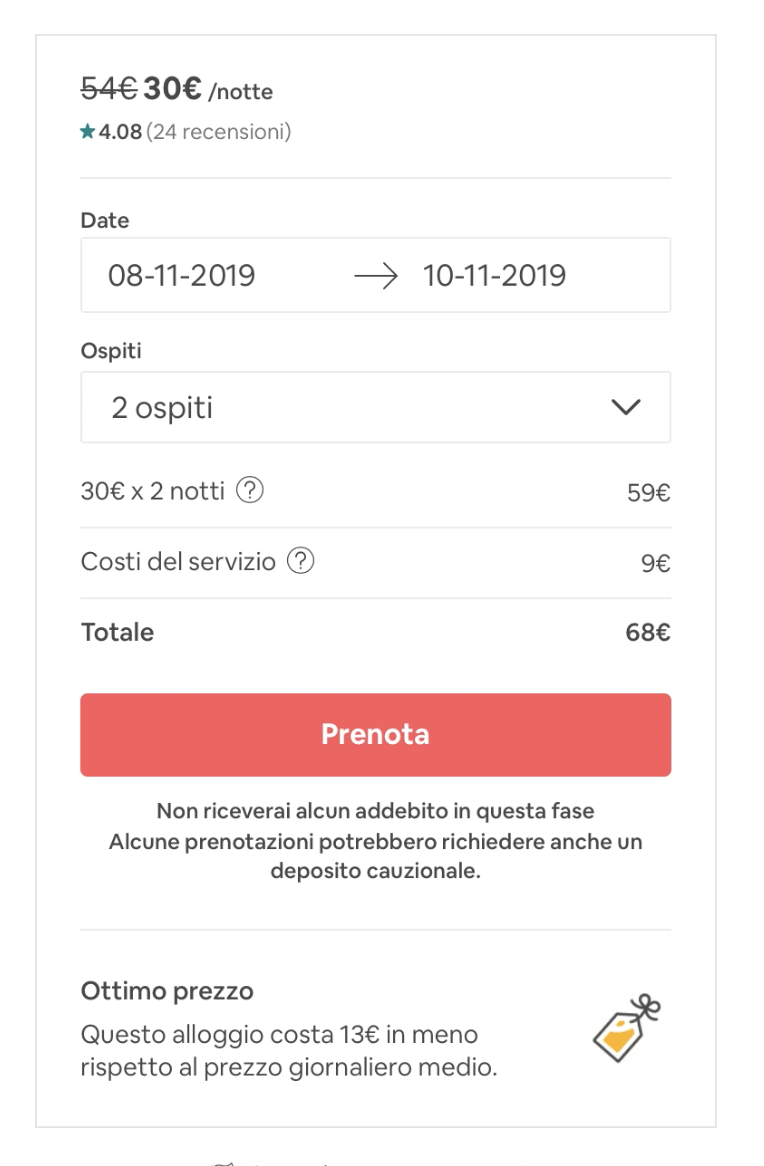 54€ 30€ /notte
★4.08 (24 recensioni)
Date
08-11-2019 → 10-11-2019
Ospiti
2 ospiti
30€ x 2 notti ? 59€
Costi del servizio ? 9€
Totale 68€
Prenota
Non riceverai alcun addebito in questa fase
Alcune prenotazioni potrebbero richiedere anche un
deposito cauzionale.
Ottimo prezzo
Questo alloggio costa 13€ in meno
rispetto al prezzo giornaliero medio.